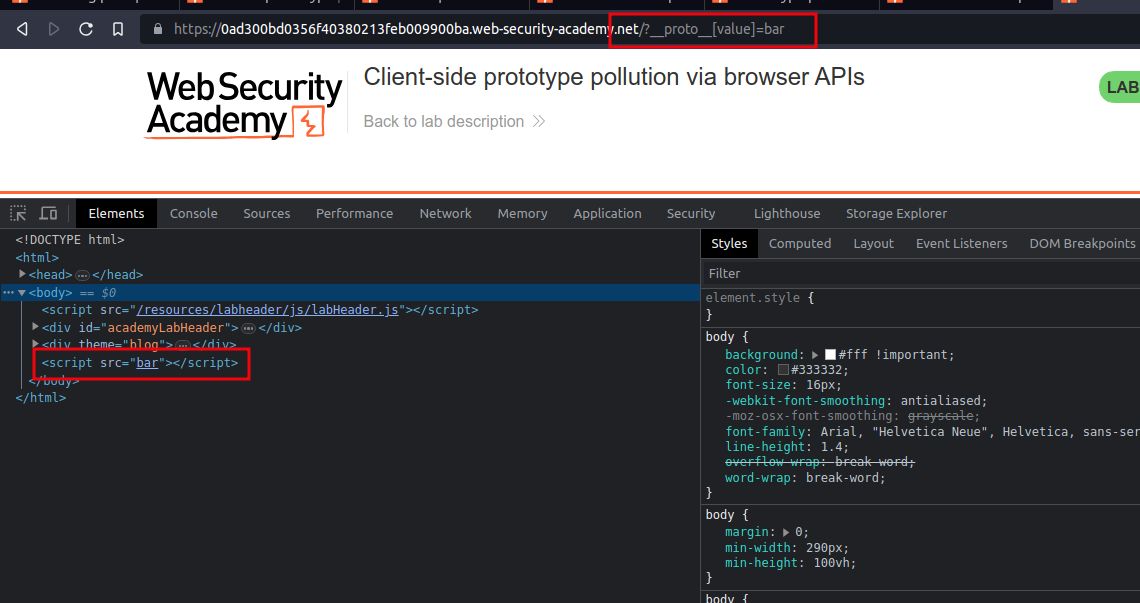 https://0ad300bd0356f40380213feb009900ba.web-security-academy.net/?__proto__[value]=bar
WebSecurity
Academy
Client-side prototype pollution via browser APIs
Back to lab description
LAB
Elements Console Sources Performance Network Memory Application Security Lighthouse Storage Explorer
<!DOCTYPE html>
<html>
<head> ⋯ </head>
<body> == $0
<script src="/resources/labheader/js/labHeader.js"></script>
<div id="academyLabHeader"> ⋯ </div>
<div theme="blog"> ⋯ </div>
<script src="bar"></script>
</body>
</html>
Styles Computed Layout Event Listeners DOM Breakpoints
Filter
element.style {
}
body {
background: #fff !important;
color: #333332;
font-size: 16px;
-webkit-font-smoothing: antialiased;
-moz-osx-font-smoothing: grayscale;
font-family: Arial, "Helvetica Neue", Helvetica, sans-ser
line-height: 1.4;
overflow-wrap: break-word;
word-wrap: break-word;
}
body {
margin: 0;
min-width: 290px;
min-height: 100vh;
}
body {